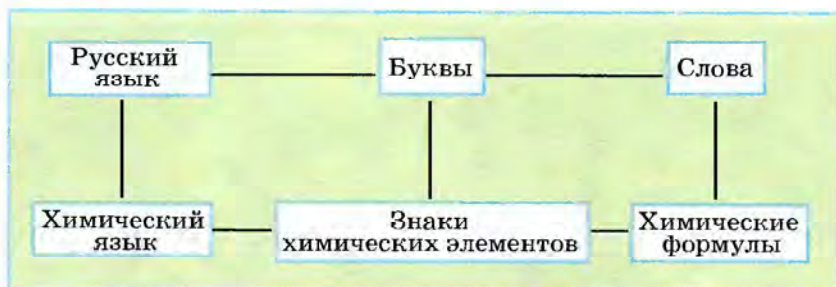 Русский
язык
Буквы
Слова
Химический
язык
Знаки
химических элементов
Химические
формулы